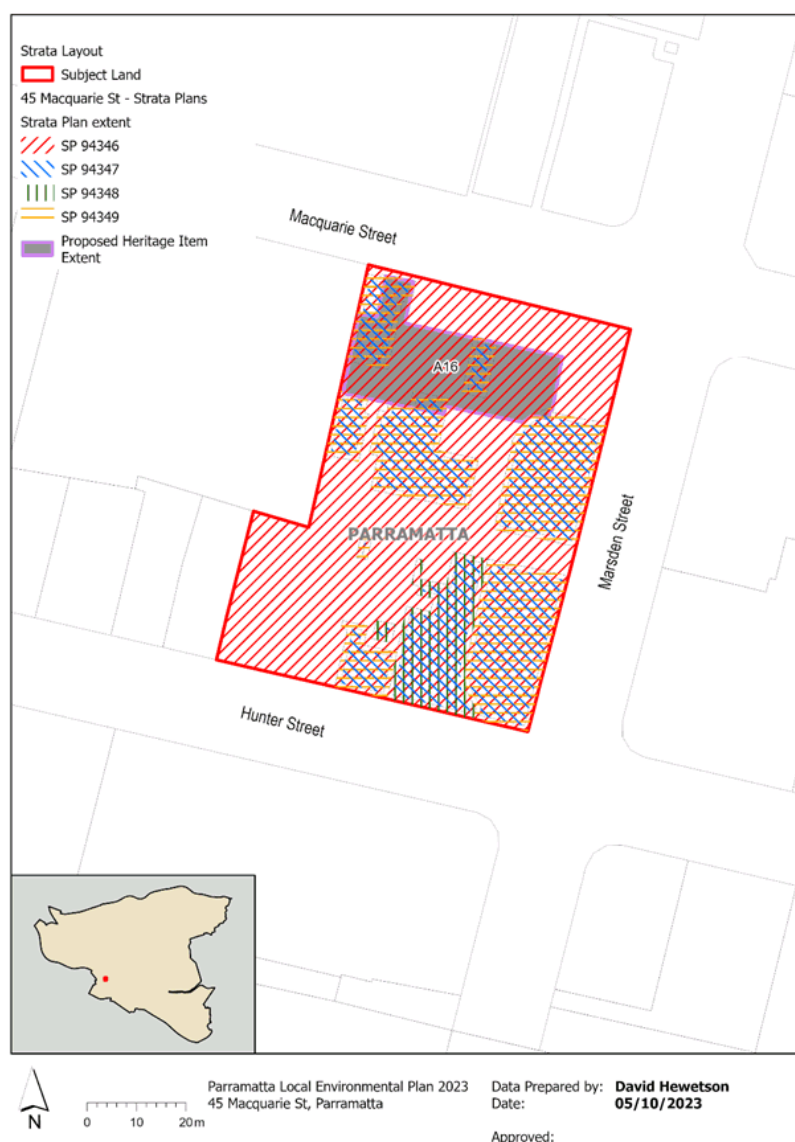 Strata Layout
Subject Land
45 Macquarie St - Strata Plans
Strata Plan extent
SP 94346
SP 94347
SP 94348
SP 94349
Proposed Heritage Item
Extent
Macquarie Street
A16
PARRAMATTA
Marsden Street
Hunter Street
N
0 10 20 m
Parramatta Local Environmental Plan 2023
45 Macquarie St, Parramatta
Data Prepared by: David Hewetson
Date: 05/10/2023
Approved: